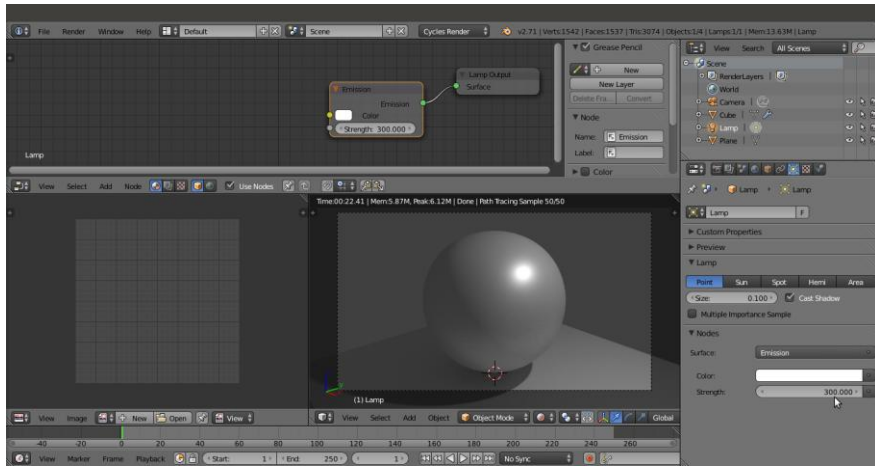 File Render Window Help Default Scene Cycles Render v2.71 | Verts:1542 | Faces:1537 | Tris:3074 | Objects:1/4 | Lamps:1/1 | Mem:13.63M | Lamp
View Search All Scenes
Emission
Emission
Color
Strength: 300.000
Lamp Output
Surface
Lamp
Grease Pencil
New
New Layer
Delete Fra... Convert
Node
Name: Emission
Label:
Color
Scene
RenderLayers
World
Camera
Cube
Lamp
Plane
View Select Add Node Use Nodes
Time:00:22.41 | Mem:5.87M, Peak:6.12M | Done | Path Tracing Sample 50/50
(1) Lamp
Lamp Lamp
Lamp F
Custom Properties
Preview
Lamp
Point Sun Spot Hemi Area
Size: 0.100 Cast Shadow
Multiple Importance Sample
Nodes
Surface: Emission
Color:
Strength: 300.000
View Image New Open View
View Select Add Object Object Mode Global
-40 -20 0 20 40 60 80 100 120 140 160 180 200 220 240 260
View Marker Frame Playback Start: 1 End: 250 1 No Sync